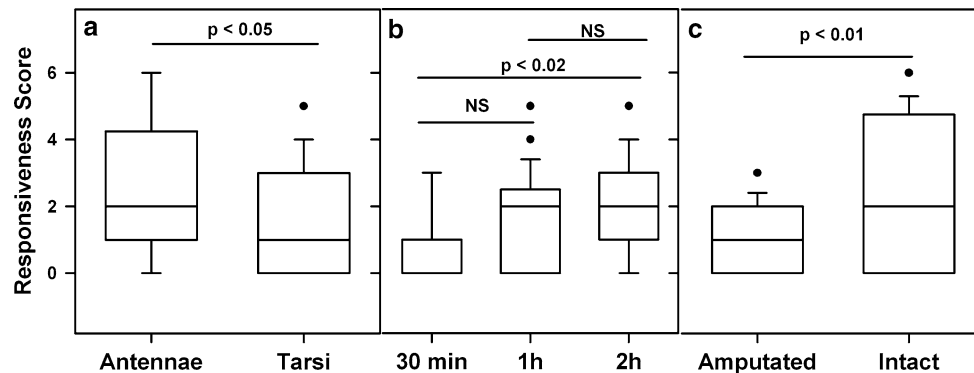 a
p < 0.05
b
NS
p < 0.02
NS
c
p < 0.01
Responsiveness Score
6
4
2
0
Antennae
Tarsi
30 min
1h
2h
Amputated
Intact